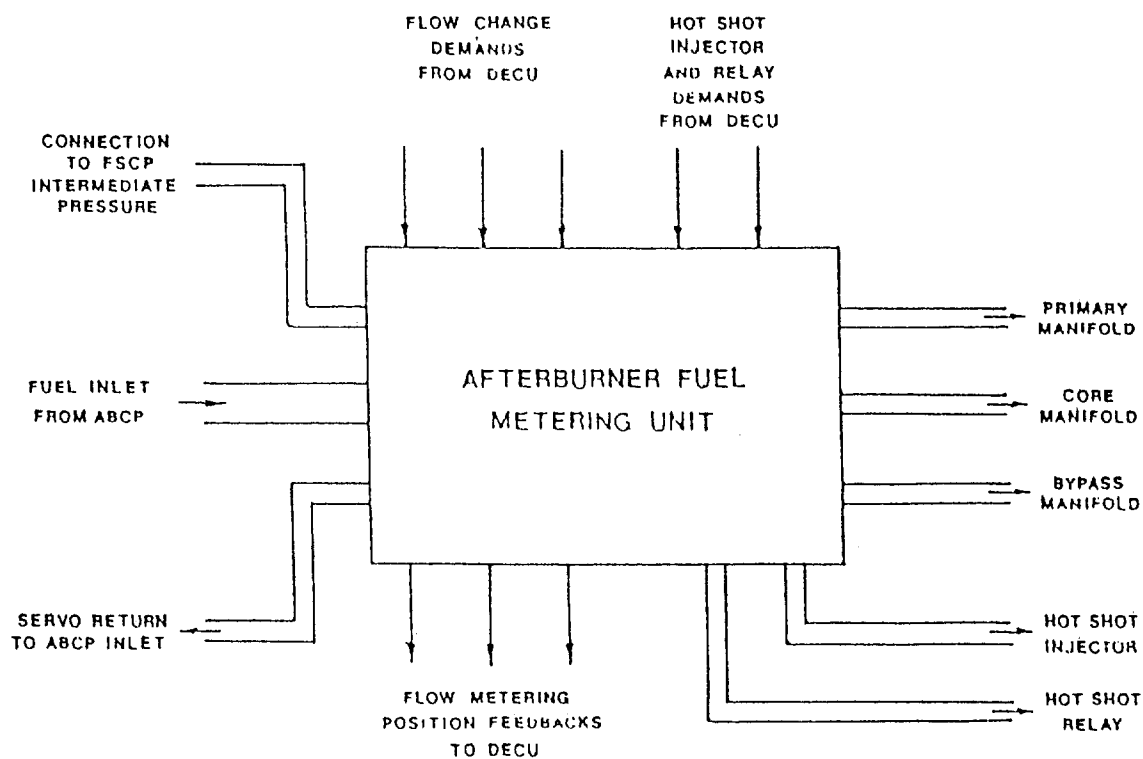 FLOW CHANGE
DEMANDS
FROM DECU
HOT SHOT
INJECTOR
AND RELAY
DEMANDS
FROM DECU
CONNECTION
TO FSCP
INTERMEDIATE
PRESSURE
FUEL INLET
FROM ABCP
SERVO RETURN
TO ABCP INLET
AFTERBURNER FUEL
METERING UNIT
PRIMARY
MANIFOLD
CORE
MANIFOLD
BYPASS
MANIFOLD
HOT SHOT
INJECTOR
HOT SHOT
RELAY
FLOW METERING
POSITION FEEDBACKS
TO DECU